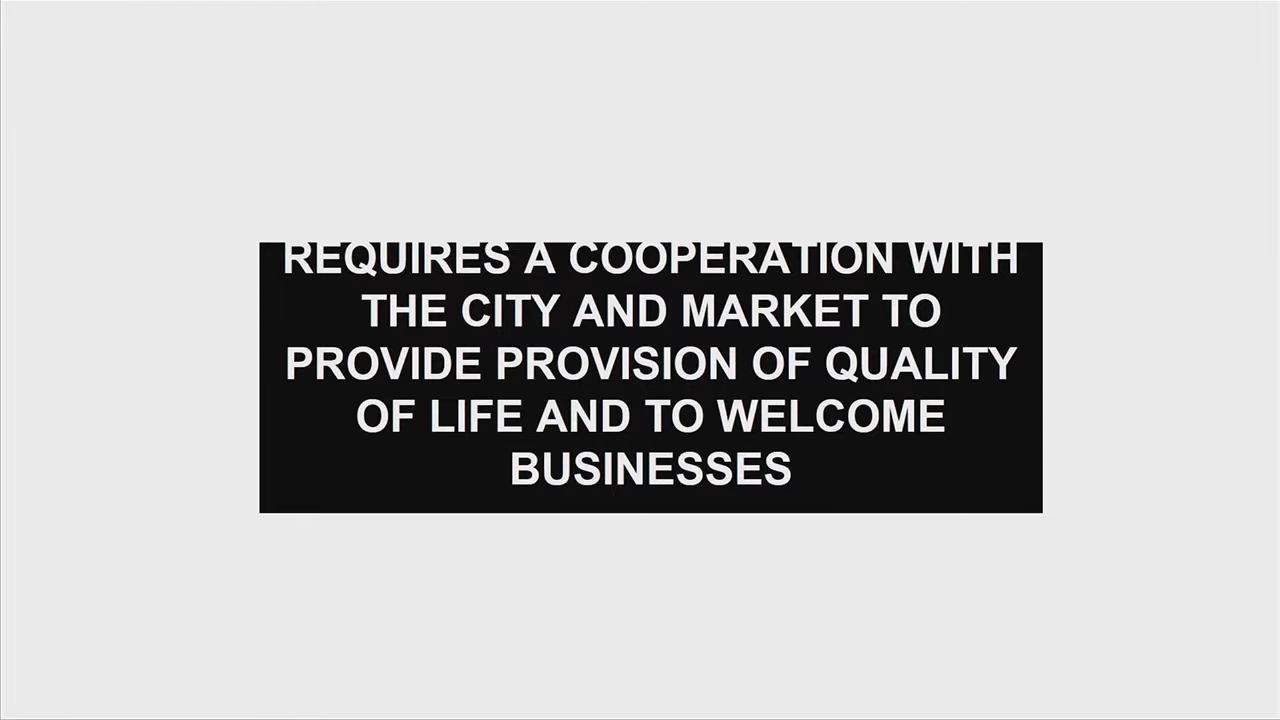 REQUIRES A COOPERATION WITH
THE CITY AND MARKET TO
PROVIDE PROVISION OF QUALITY
OF LIFE AND TO WELCOME
BUSINESSES